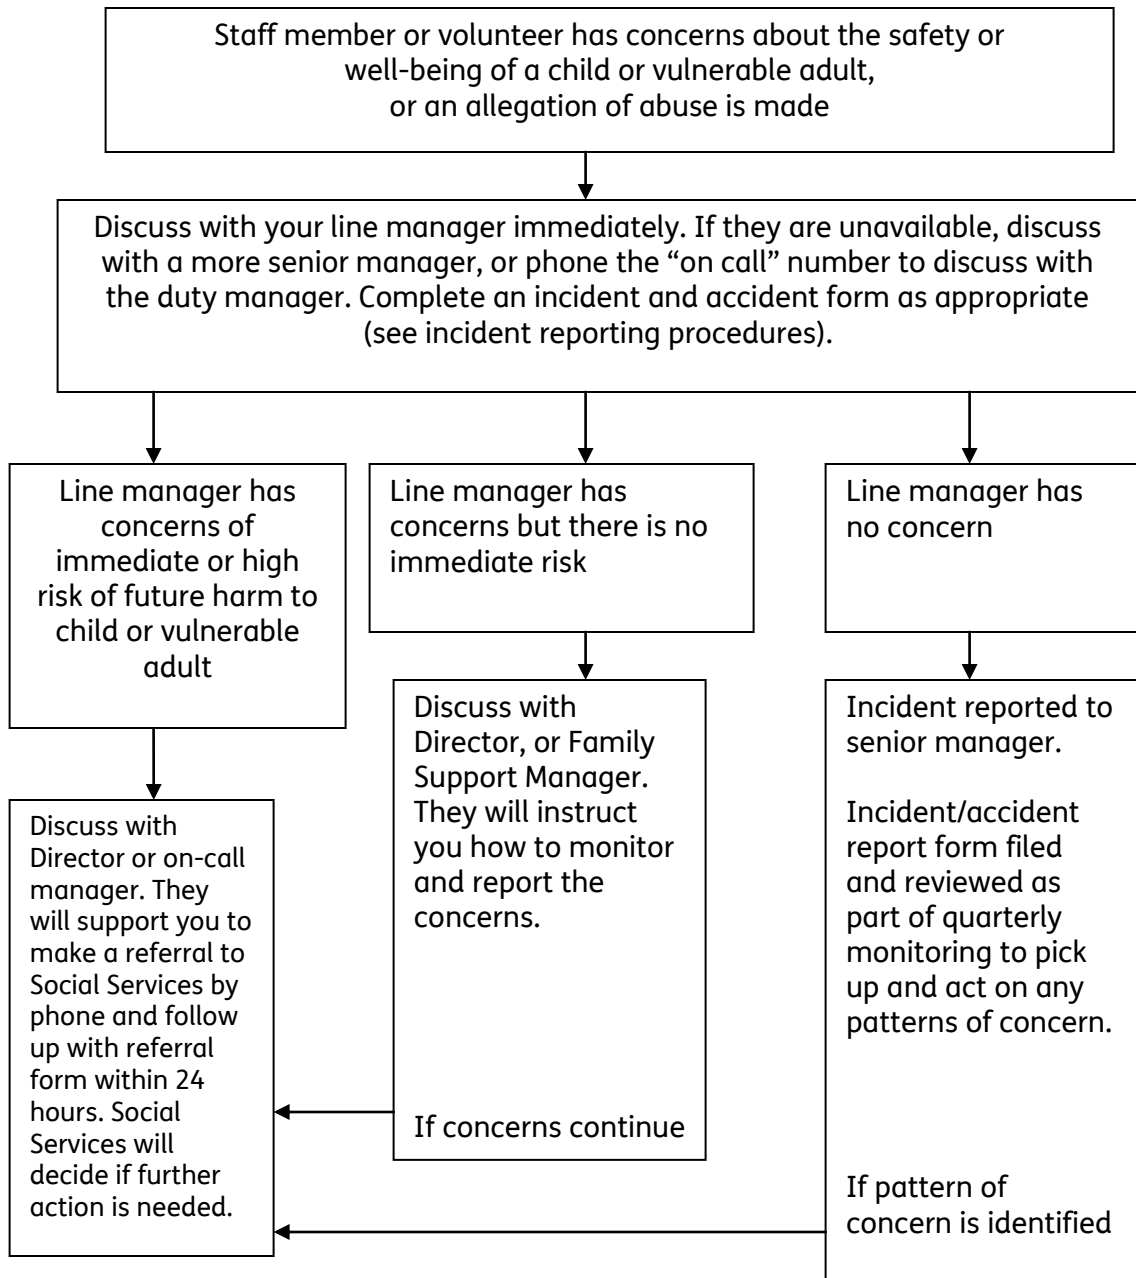 Staff member or volunteer has concerns about the safety or
well-being of a child or vulnerable adult,
or an allegation of abuse is made
Discuss with your line manager immediately. If they are unavailable, discuss
with a more senior manager, or phone the “on call” number to discuss with
the duty manager. Complete an incident and accident form as appropriate
(see incident reporting procedures).
Line manager has
concerns of
immediate or high
risk of future harm to
child or vulnerable
adult
Line manager has
concerns but there is no
immediate risk
Line manager has
no concern
Discuss with
Director or on-call
manager. They
will support you to
make a referral to
Social Services by
phone and follow
up with referral
form within 24
hours. Social
Services will
decide if further
action is needed.
Discuss with
Director, or Family
Support Manager.
They will instruct
you how to monitor
and report the
concerns.
If concerns continue
Incident reported to
senior manager.
Incident/accident
report form filed
and reviewed as
part of quarterly
monitoring to pick
up and act on any
patterns of concern.
If pattern of
concern is identified